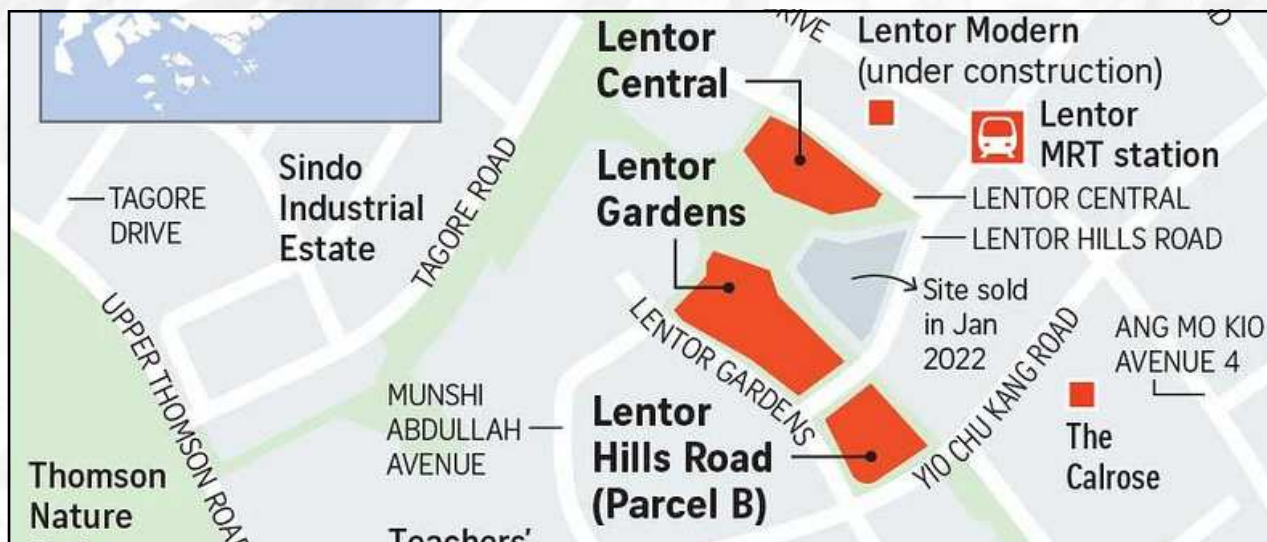 Lentor
Central
DRIVE
Lentor Modern
(under construction)
Lentor
MRT station
Sindo
Industrial
Estate
TAGORE
DRIVE
TAGORE ROAD
Lentor
Gardens
LENTOR CENTRAL
LENTOR HILLS ROAD
Site sold
in Jan
2022
UPPER THOMSON ROAD
LENTOR GARDENS
YIO CHU KANG ROAD
ANG MO KIO
AVENUE 4
MUNSHI
ABDULLAH
AVENUE
Lentor
Hills Road
(Parcel B)
The
Calrose
Thomson
Nature
Teachers'